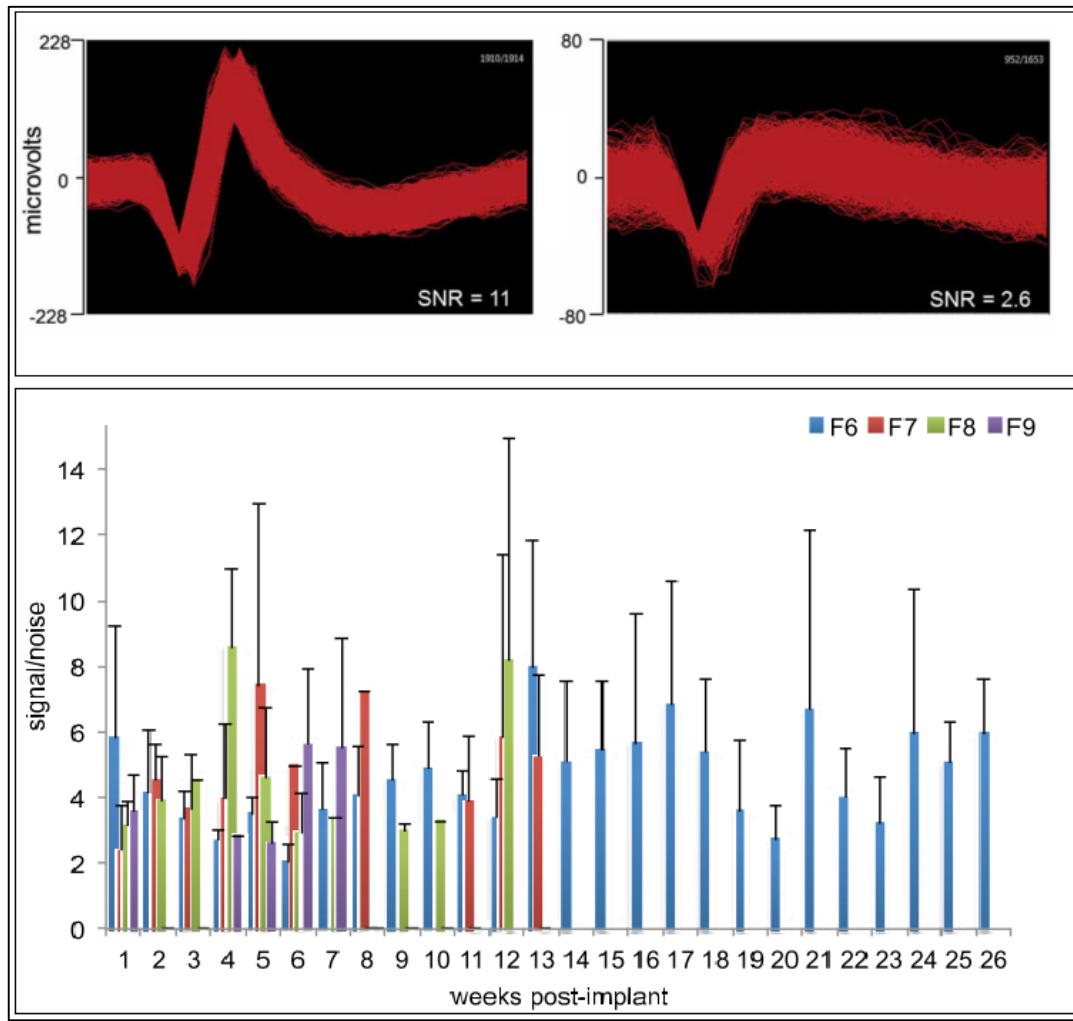 228
0
-228
microvolts
1910/1914
SNR = 11
80
0
-80
952/1653
SNR = 2.6
F6 F7 F8 F9
signal/noise
14
12
10
8
6
4
2
0
1 2 3 4 5 6 7 8 9 10 11 12 13 14 15 16 17 18 19 20 21 22 23 24 25 26
weeks post-implant